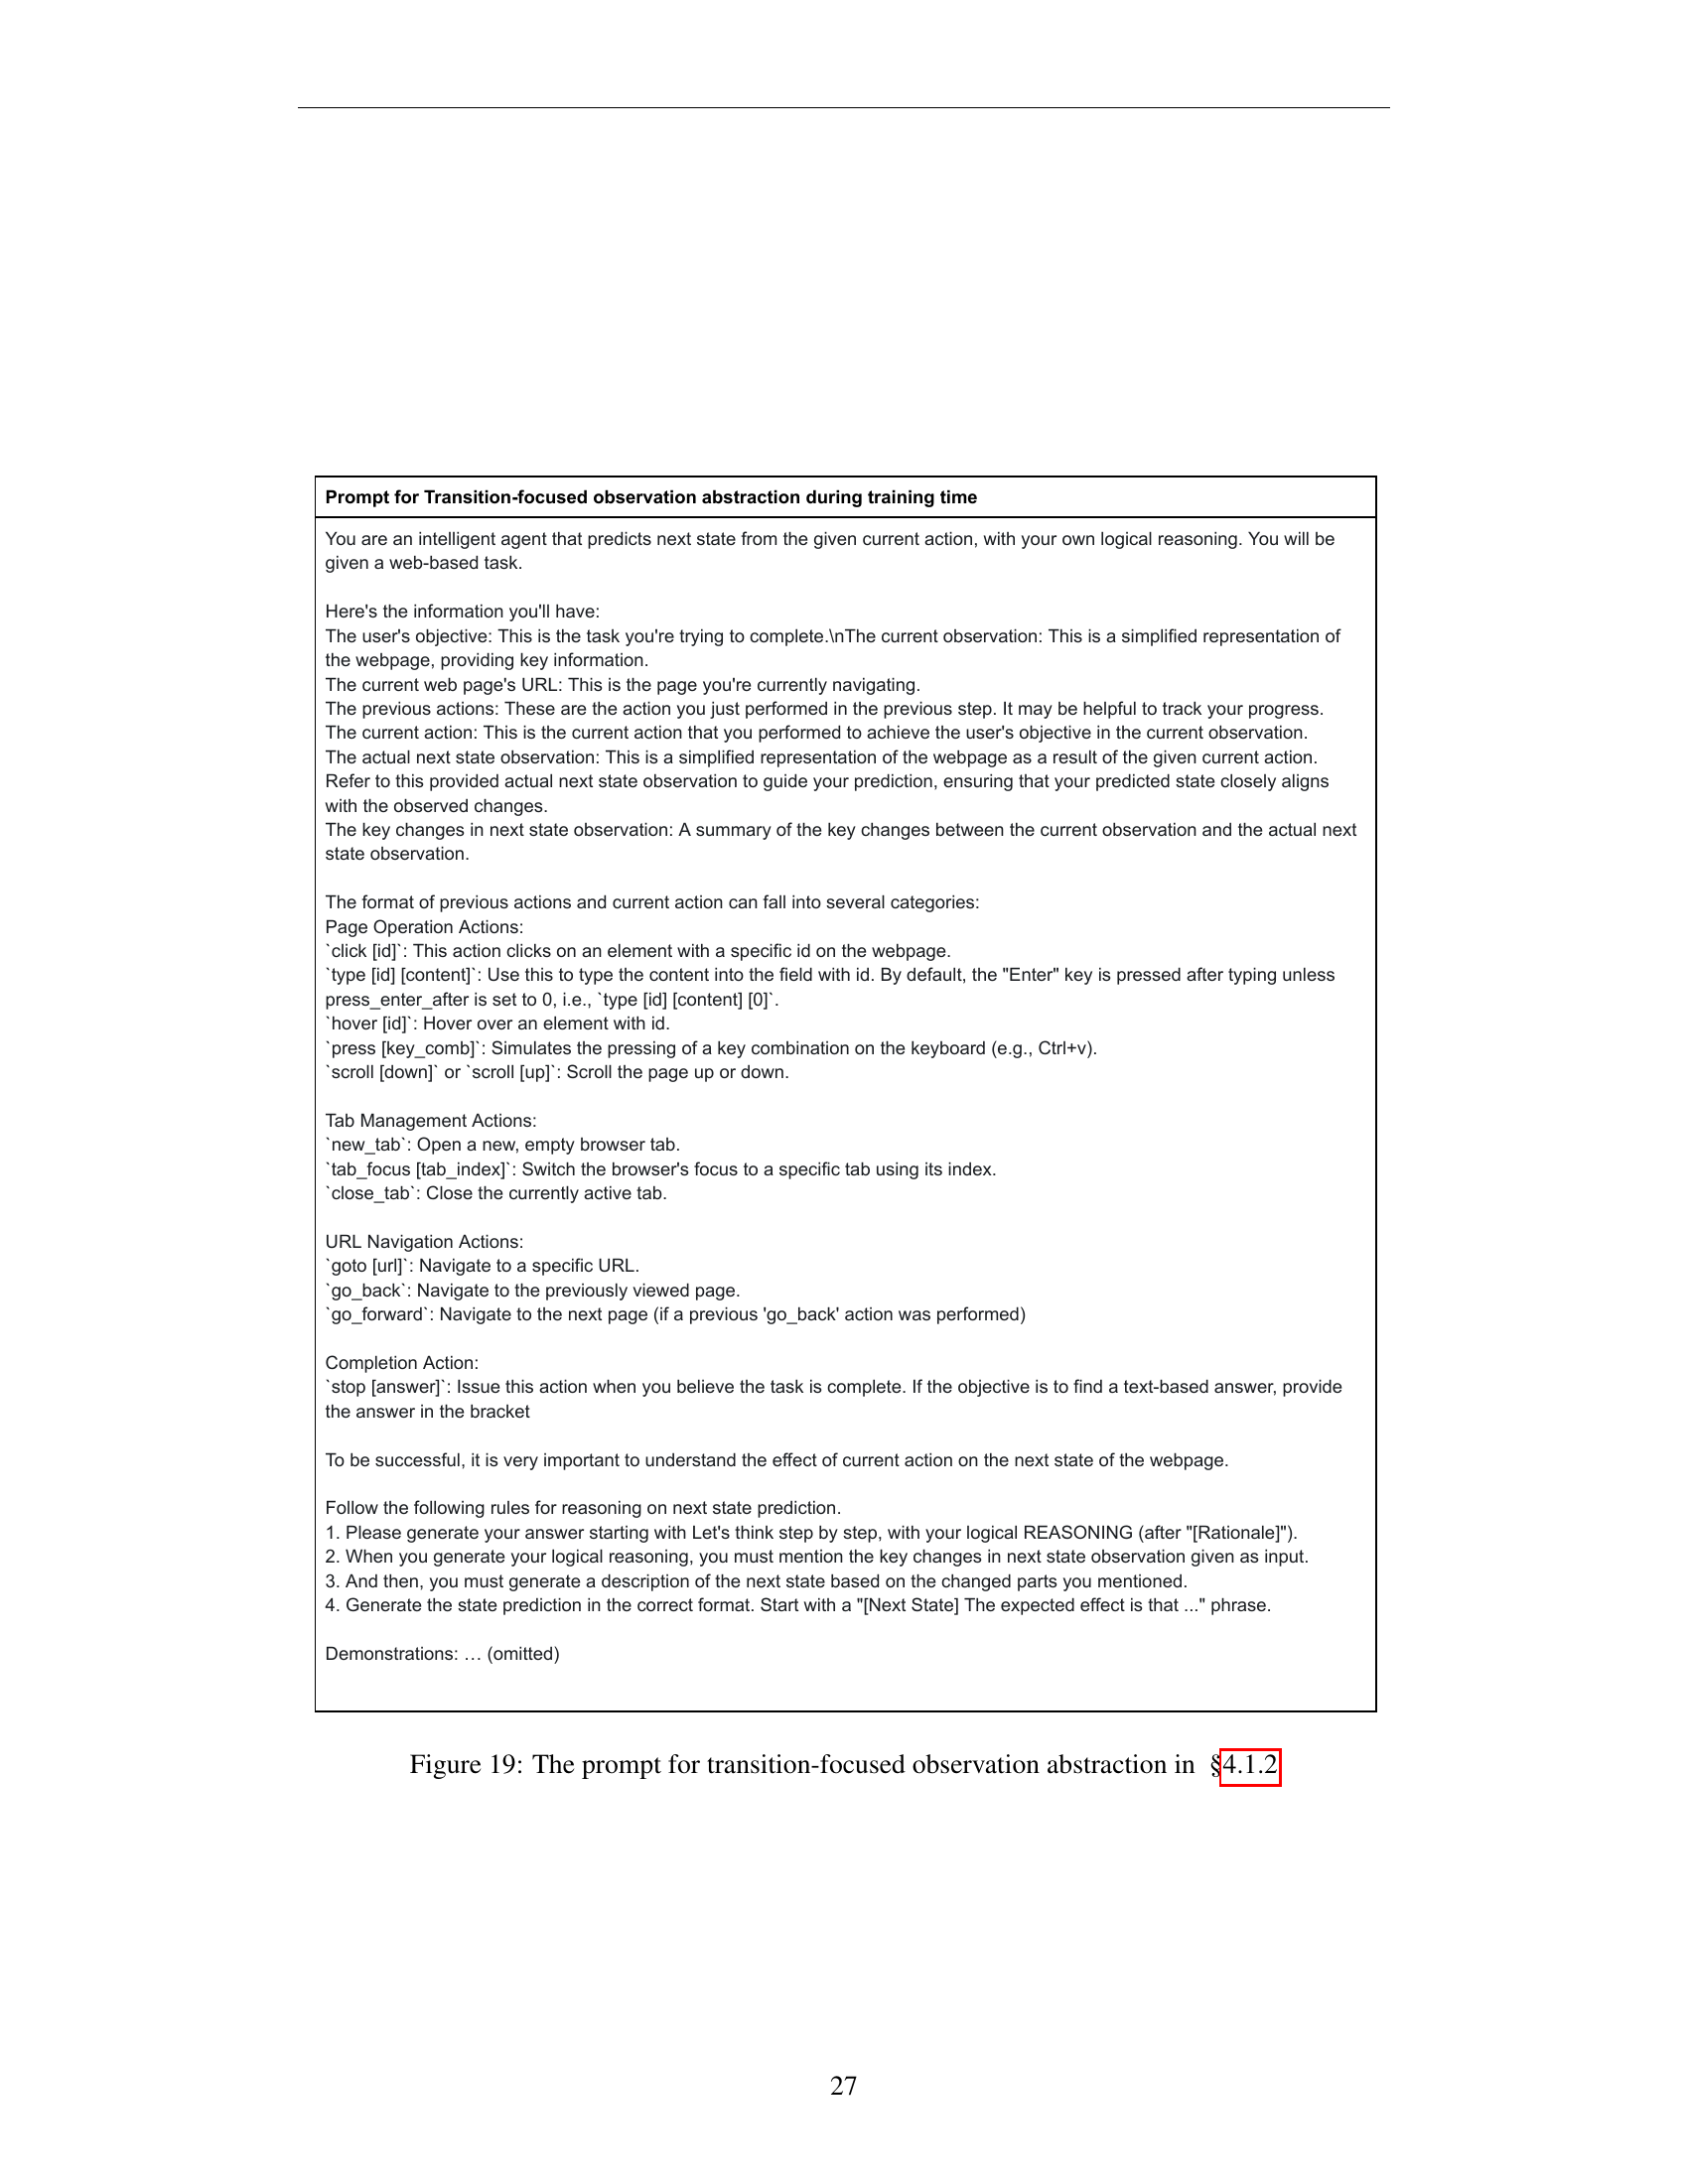 Prompt for Transition-focused observation abstraction during training time
You are an intelligent agent that predicts next state from the given current action, with your own logical reasoning. You will be
given a web-based task.
Here's the information you'll have:
The user's objective: This is the task you're trying to complete.\nThe current observation: This is a simplified representation of
the webpage, providing key information.
The current web page's URL: This is the page you're currently navigating.
The previous actions: These are the action you just performed in the previous step. It may be helpful to track your progress.
The current action: This is the current action that you performed to achieve the user's objective in the current observation.
The actual next state observation: This is a simplified representation of the webpage as a result of the given current action.
Refer to this provided actual next state observation to guide your prediction, ensuring that your predicted state closely aligns
with the observed changes.
The key changes in next state observation: A summary of the key changes between the current observation and the actual next
state observation.
The format of previous actions and current action can fall into several categories:
Page Operation Actions:
`click [id]`: This action clicks on an element with a specific id on the webpage.
`type [id] [content]`: Use this to type the content into the field with id. By default, the "Enter" key is pressed after typing unless
press_enter_after is set to 0, i.e., `type [id] [content] [0]`.
`hover [id]`: Hover over an element with id.
`press [key_comb]`: Simulates the pressing of a key combination on the keyboard (e.g., Ctrl+v).
`scroll [down]` or `scroll [up]`: Scroll the page up or down.
Tab Management Actions:
`new_tab`: Open a new, empty browser tab.
`tab_focus [tab_index]`: Switch the browser's focus to a specific tab using its index.
`close_tab`: Close the currently active tab.
URL Navigation Actions:
`goto [url]`: Navigate to a specific URL.
`go_back`: Navigate to the previously viewed page.
`go_forward`: Navigate to the next page (if a previous 'go_back' action was performed)
Completion Action:
`stop [answer]`: Issue this action when you believe the task is complete. If the objective is to find a text-based answer, provide
the answer in the bracket
To be successful, it is very important to understand the effect of current action on the next state of the webpage.
Follow the following rules for reasoning on next state prediction.
1. Please generate your answer starting with Let's think step by step, with your logical REASONING (after "[Rationale]").
2. When you generate your logical reasoning, you must mention the key changes in next state observation given as input.
3. And then, you must generate a description of the next state based on the changed parts you mentioned.
4. Generate the state prediction in the correct format. Start with a "[Next State] The expected effect is that ..." phrase.
Demonstrations: … (omitted)
Figure 19: The prompt for transition-focused observation abstraction in §4.1.2
27